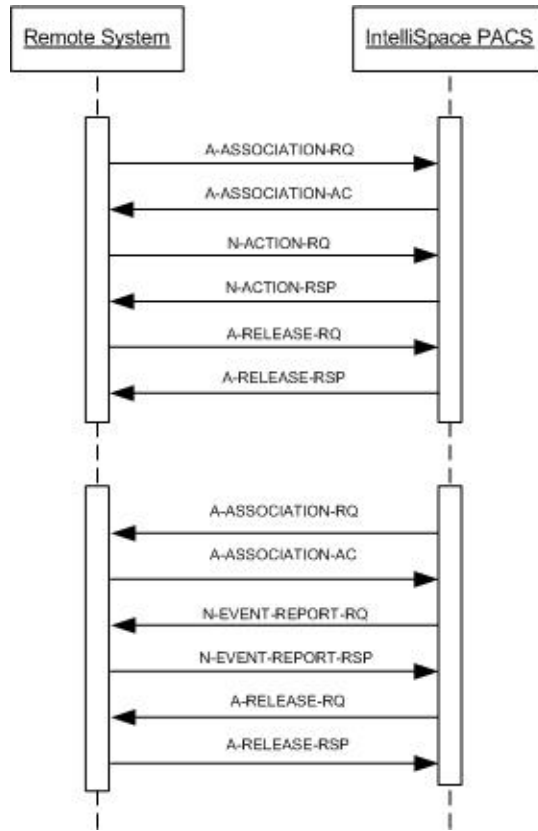 Remote System
IntelliSpace PACS
A-ASSOCIATION-RQ
A-ASSOCIATION-AC
N-ACTION-RQ
N-ACTION-RSP
A-RELEASE-RQ
A-RELEASE-RSP
A-ASSOCIATION-RQ
A-ASSOCIATION-AC
N-EVENT-REPORT-RQ
N-EVENT-REPORT-RSP
A-RELEASE-RQ
A-RELEASE-RSP